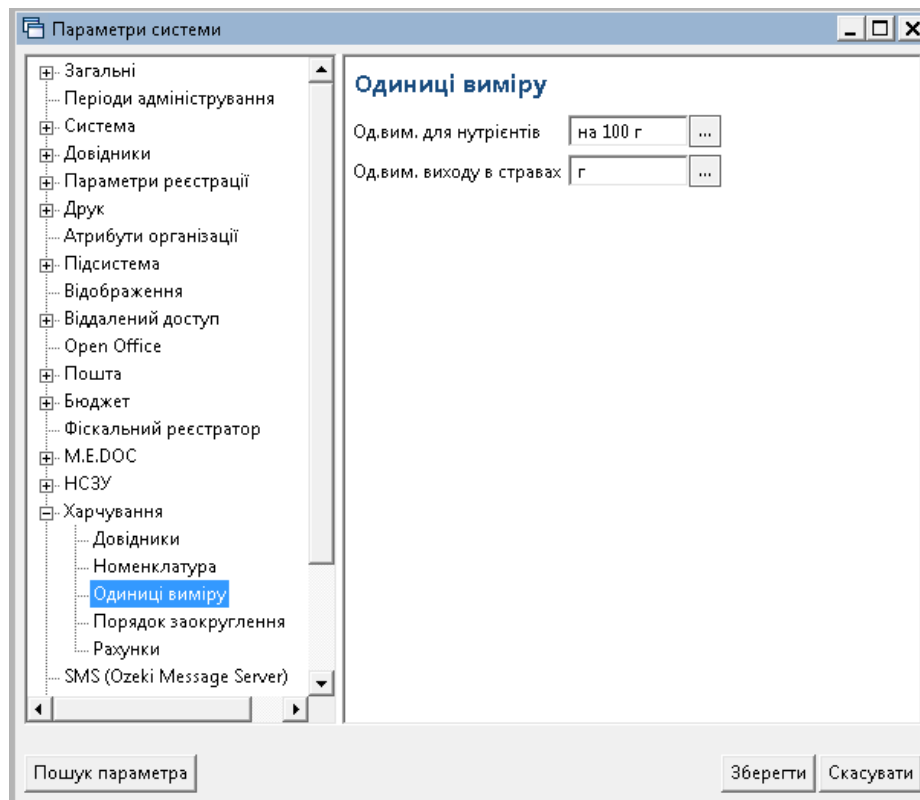 Параметри системи
Загальні
Періоди адміністрування
Система
Довідники
Параметри реєстрації
Друк
Атрибути організації
Підсистема
Відображення
Віддалений доступ
Open Office
Пошта
Бюджет
Фіскальний реєстратор
M.E.DOC
НСЗУ
Харчування
Довідники
Номенклатура
Одиниці виміру
Порядок заокруглення
Рахунки
SMS (Ozeki Message Server)
Одиниці виміру
Од.вим. для нутрієнтів на 100 г ...
Од.вим. виходу в стравах г ...
Пошук параметра
Зберегти Скасувати